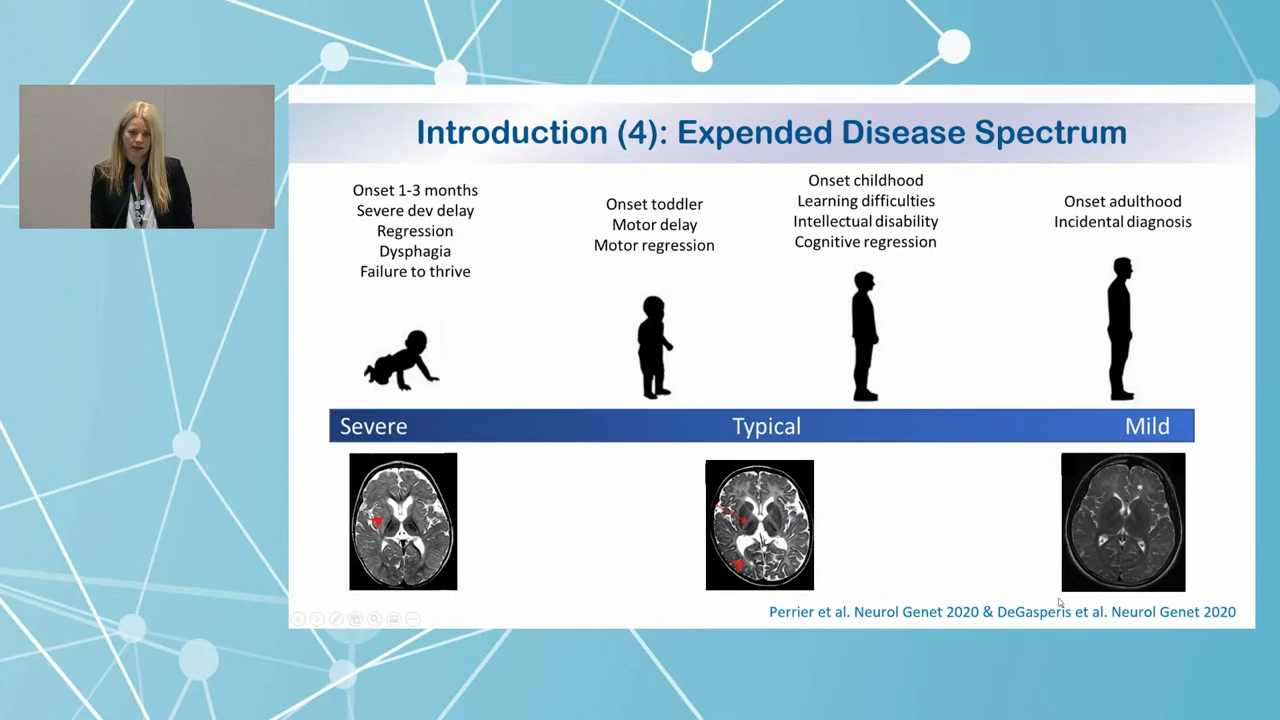 Introduction (4): Expended Disease Spectrum
Onset 1-3 months
Severe dev delay
Regression
Dysphagia
Failure to thrive
Onset toddler
Motor delay
Motor regression
Onset childhood
Learning difficulties
Intellectual disability
Cognitive regression
Onset adulthood
Incidental diagnosis
Severe
Typical
Mild
Perrier et al. Neurol Genet 2020 & DeGasperis et al. Neurol Genet 2020